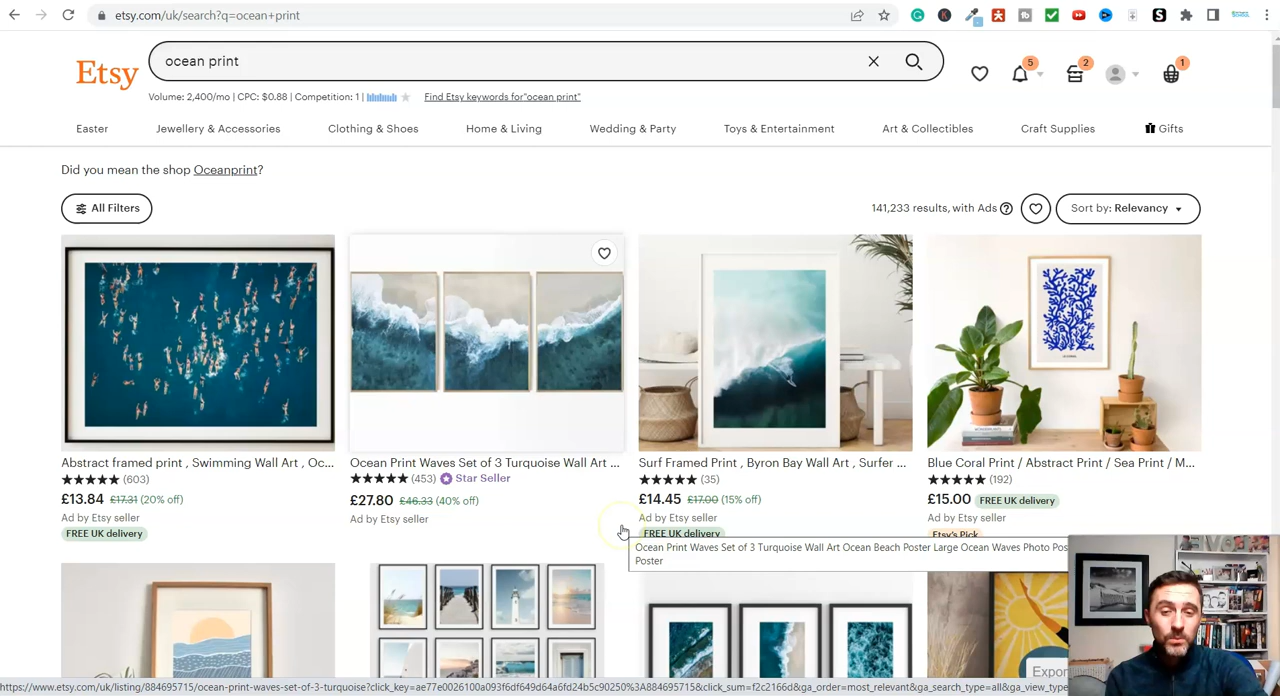 etsy.com/uk/search?q=ocean+print
Etsy
ocean print
5
2
1
Volume: 2,400/mo | CPC: $0.88 | Competition: 1 |
Find Etsy keywords for"ocean print"
Easter
Jewellery & Accessories
Clothing & Shoes
Home & Living
Wedding & Party
Toys & Entertainment
Art & Collectibles
Craft Supplies
Gifts
Did you mean the shop Oceanprint?
All Filters
141,233 results, with Ads
Sort by: Relevancy
Abstract framed print , Swimming Wall Art , Oc...
(603)
£13.84 £17.31 (20% off)
Ad by Etsy seller
FREE UK delivery
Ocean Print Waves Set of 3 Turquoise Wall Art ...
(453) Star Seller
£27.80 £46.33 (40% off)
Ad by Etsy seller
Surf Framed Print , Byron Bay Wall Art , Surfer ...
(35)
£14.45 £17.00 (15% off)
Ad by Etsy seller
FREE UK delivery
Blue Coral Print / Abstract Print / Sea Print / M...
(192)
£15.00 FREE UK delivery
Ad by Etsy seller
Etsy's Pick
Ocean Print Waves Set of 3 Turquoise Wall Art Ocean Beach Poster Large Ocean Waves Photo Pos
Poster
https://www.etsy.com/uk/listing/884695715/ocean-print-waves-set-of-3-turquoise?click_key=ae77e0026100a093f6df649d64a6fd24b5c90250%3A884695715&click_sum=f2c2166d&ga_order=most_relevant&ga_search_type=all&ga_view_type